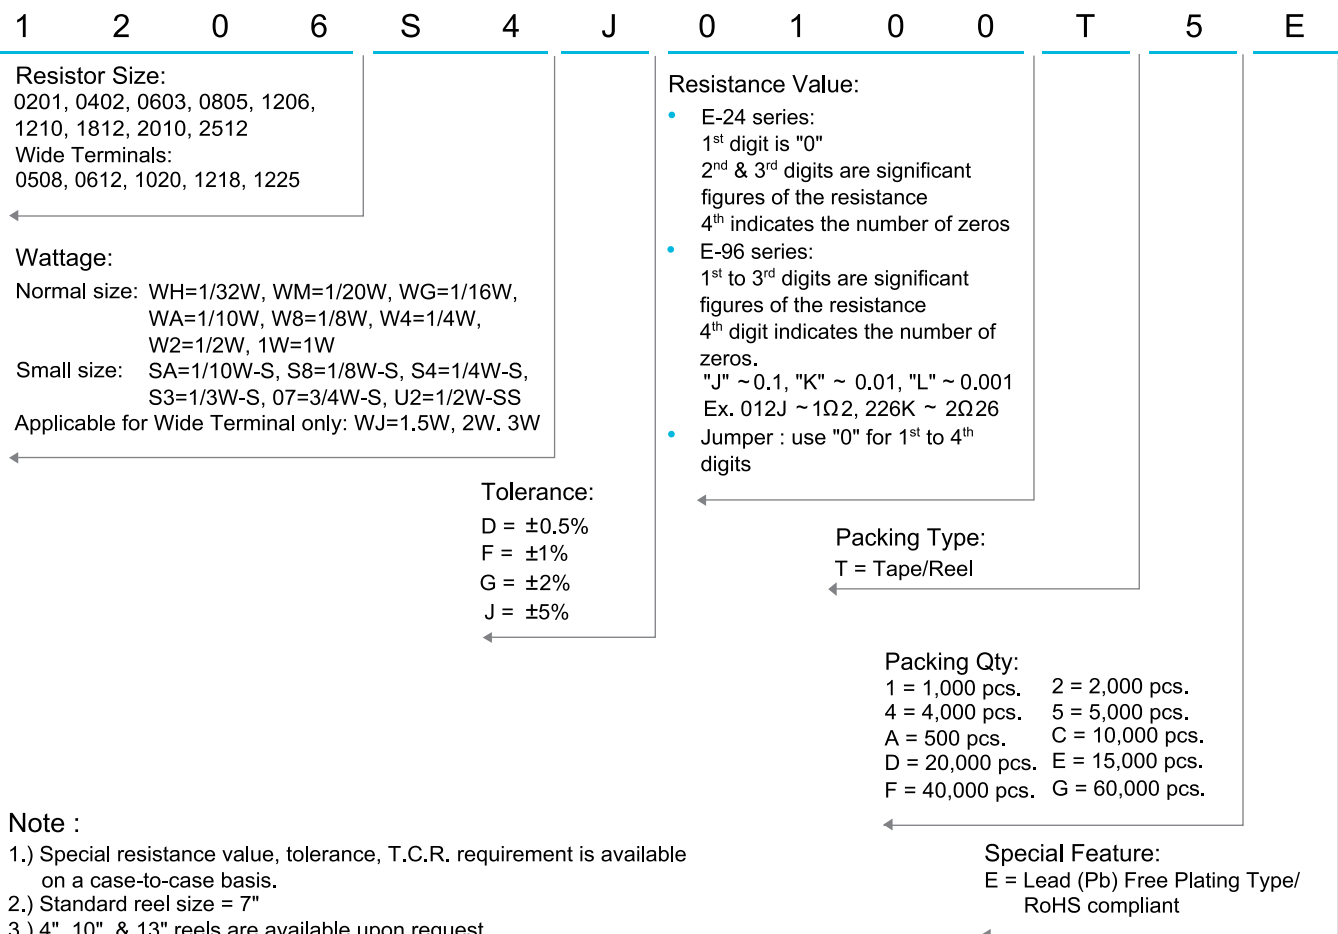 1 2 0 6 S 4 J 0 1 0 0 T 5 E
Resistor Size:
0201, 0402, 0603, 0805, 1206,
1210, 1812, 2010, 2512
Wide Terminals:
0508, 0612, 1020, 1218, 1225
Wattage:
Normal size: WH=1/32W, WM=1/20W, WG=1/16W,
WA=1/10W, W8=1/8W, W4=1/4W,
W2=1/2W, 1W=1W
Small size: SA=1/10W-S, S8=1/8W-S, S4=1/4W-S,
S3=1/3W-S, 07=3/4W-S, U2=1/2W-SS
Applicable for Wide Terminal only: WJ=1.5W, 2W. 3W
Tolerance:
D = ±0.5%
F = ±1%
G = ±2%
J = ±5%
Resistance Value:
• E-24 series:
1st digit is "0"
2nd & 3rd digits are significant
figures of the resistance
4th indicates the number of zeros
• E-96 series:
1st to 3rd digits are significant
figures of the resistance
4th digit indicates the number of
zeros.
"J" ~ 0.1, "K" ~ 0.01, "L" ~ 0.001
Ex. 012J ~ 1Ω2, 226K ~ 2Ω26
• Jumper : use "0" for 1st to 4th
digits
Packing Type:
T = Tape/Reel
Packing Qty:
1 = 1,000 pcs. 2 = 2,000 pcs.
4 = 4,000 pcs. 5 = 5,000 pcs.
A = 500 pcs. C = 10,000 pcs.
D = 20,000 pcs. E = 15,000 pcs.
F = 40,000 pcs. G = 60,000 pcs.
Special Feature:
E = Lead (Pb) Free Plating Type/
RoHS compliant
Note :
1.) Special resistance value, tolerance, T.C.R. requirement is available
on a case-to-case basis.
2.) Standard reel size = 7"
3.) 4", 10", & 13" reels are available upon request